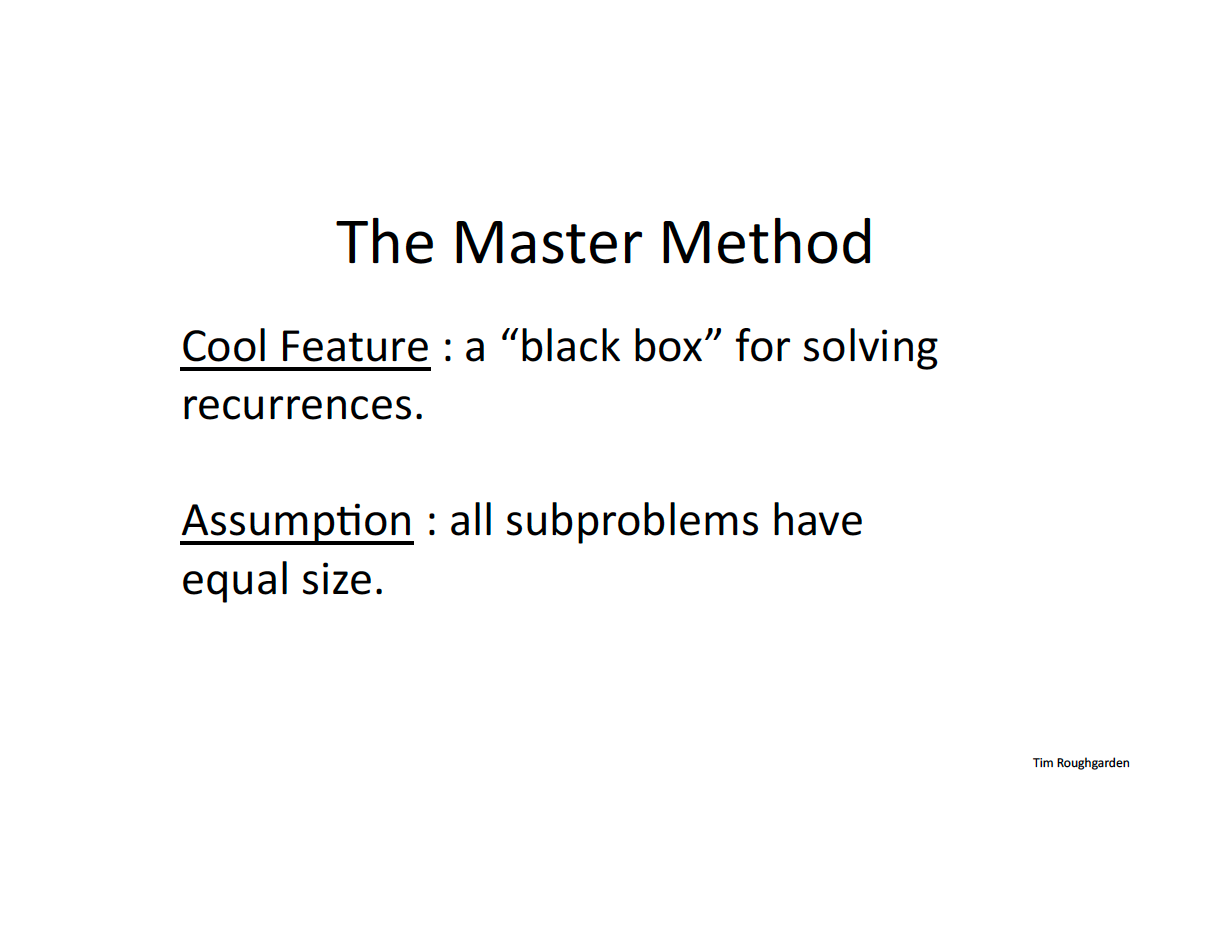 The Master Method
Cool Feature : a “black box” for solving
recurrences.
Assumption : all subproblems have
equal size.
Tim Roughgarden